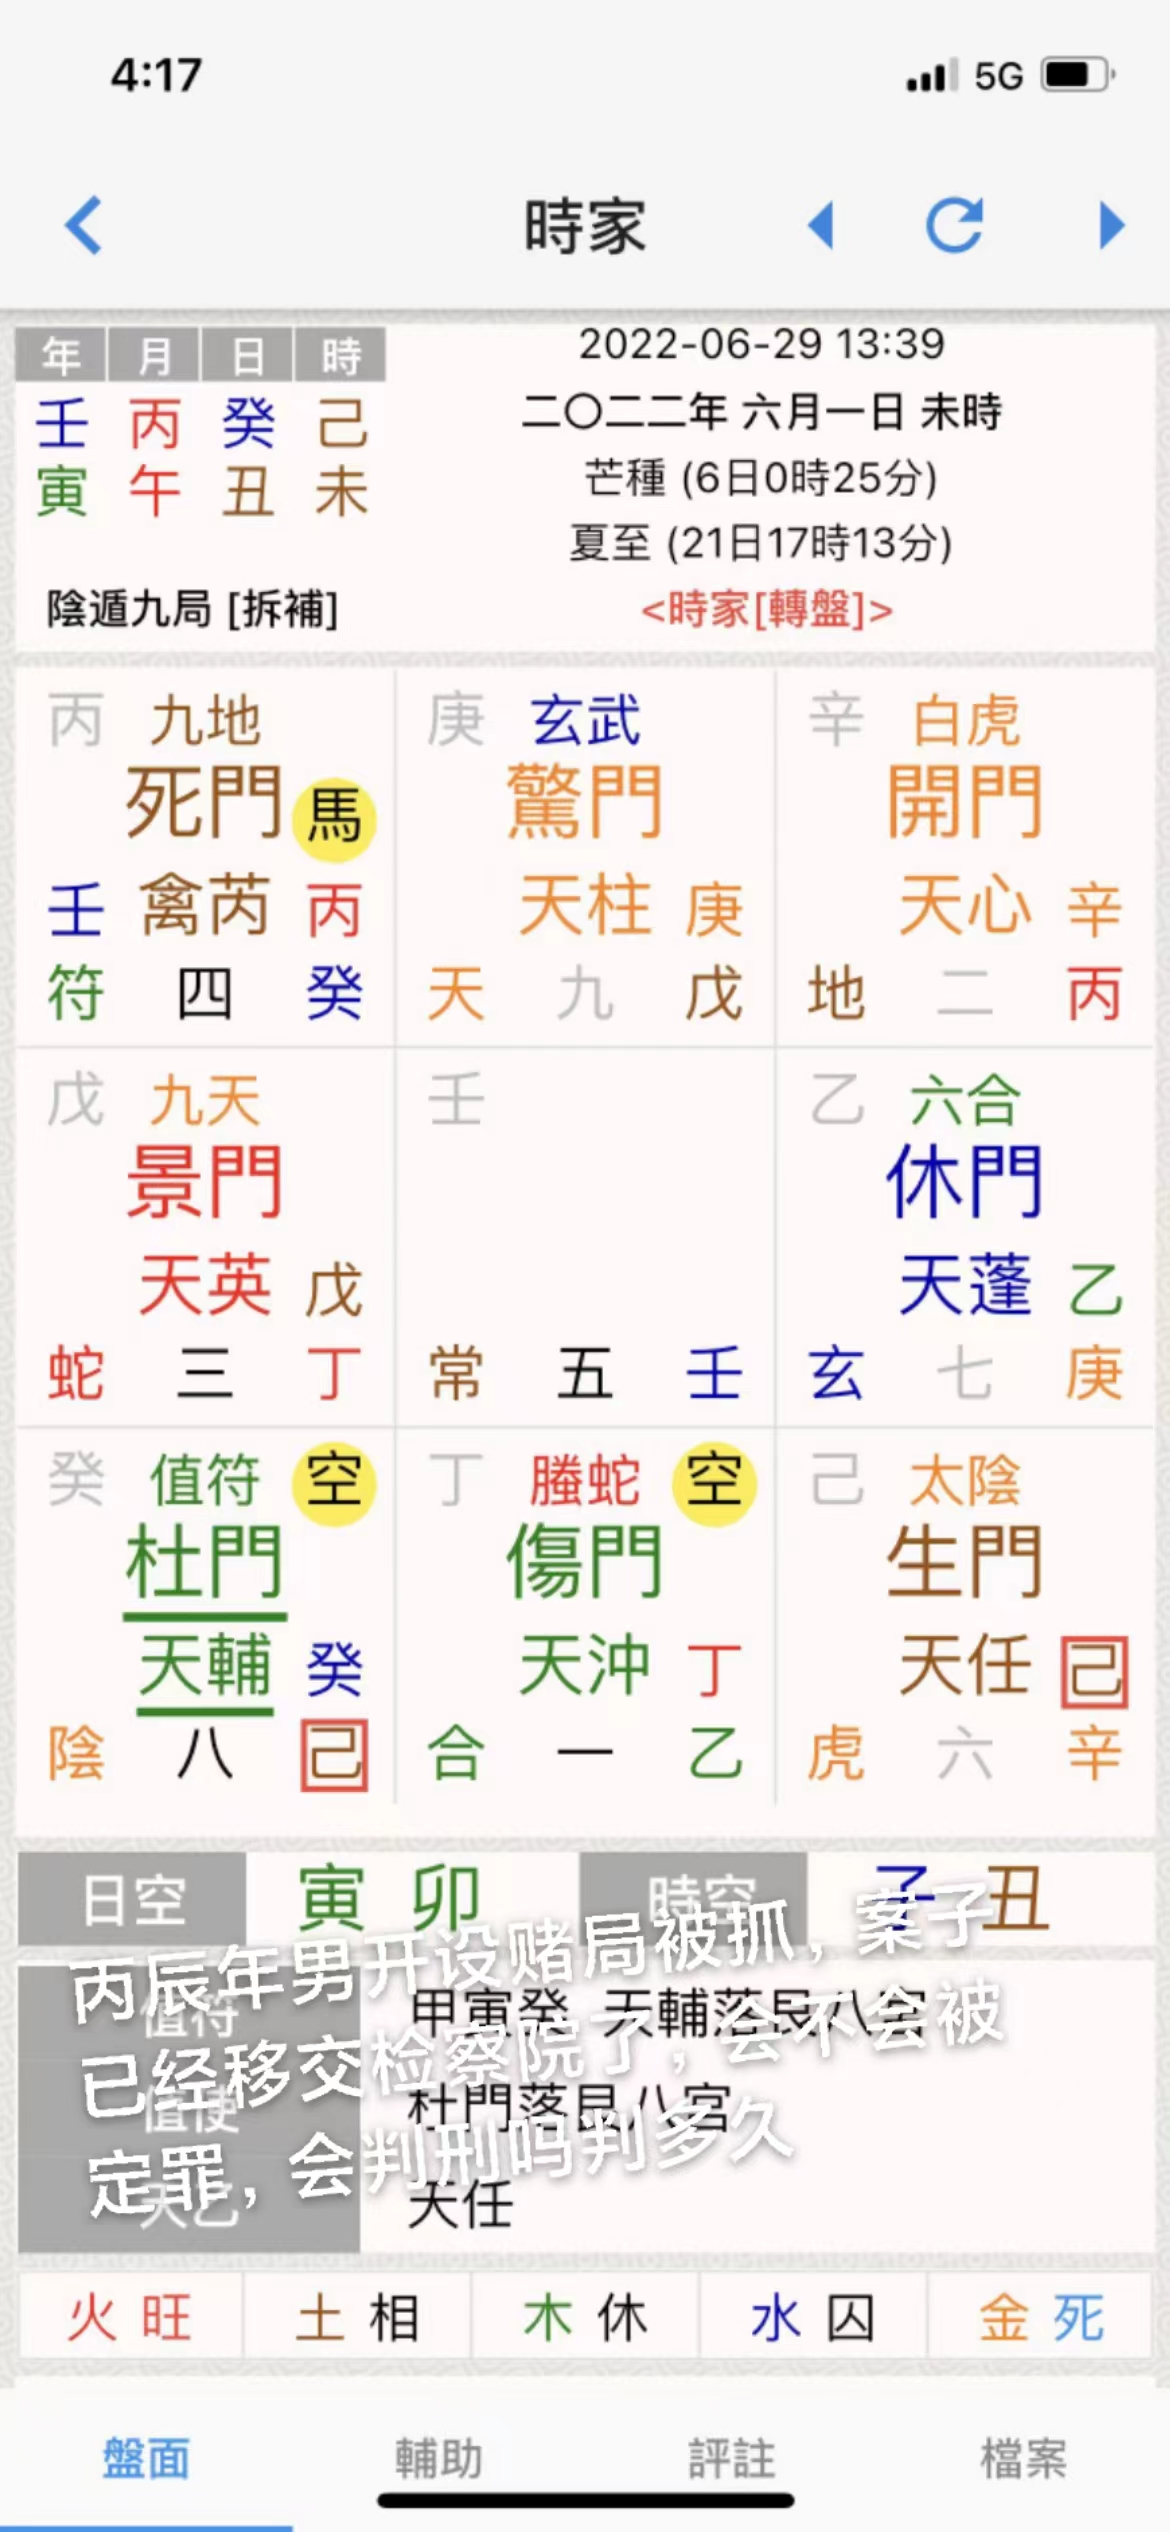 4:17 5G
時家
年 月 日 時
壬 丙 癸 己
寅 午 丑 未
陰遁九局 [拆補]
2022-06-29 13:39
二〇二二年 六月一日 未時
芒種 (6日0時25分)
夏至 (21日17時13分)
<時家[轉盤]>
丙 九地
死門 馬
壬 禽芮 丙
符 四 癸
庚 玄武
驚門
天柱 庚
天 九 戊
辛 白虎
開門
天心 辛
地 二 丙
戊 九天
景門
天英 戊
蛇 三 丁
壬
常 五 壬
乙 六合
休門
天蓬 乙
玄 七 庚
癸 值符 空
杜門
天輔 癸
陰 八 己
丁 螣蛇 空
傷門
天沖 丁
合 一 乙
己 太陰
生門
天任 己
虎 六 辛
日空 寅 卯 時空 子 丑
丙辰年男开设赌局被抓，案子
已经移交检察院了，会不会被
定罪，会判刑吗判多久
值符 甲寅癸 天輔落艮八宮
值使 杜門落艮八宮
天乙 天任
火 旺 土 相 木 休 水 囚 金 死
盤面 輔助 評註 檔案